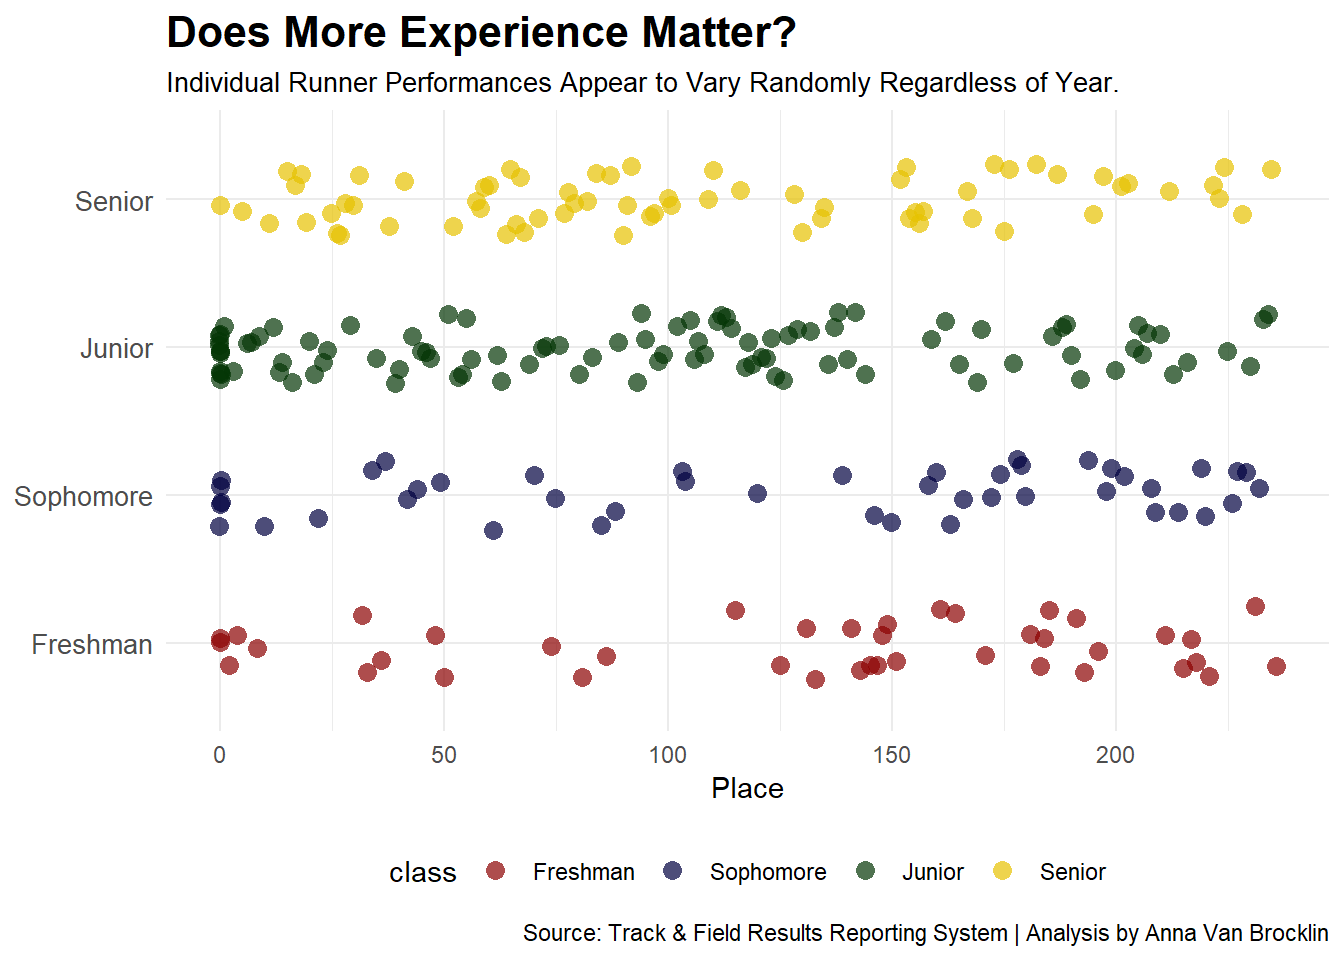 Does More Experience Matter?
Individual Runner Performances Appear to Vary Randomly Regardless of Year.
Senior
Junior
Sophomore
Freshman
0 50 100 150 200
Place
class Freshman Sophomore Junior Senior
Source: Track & Field Results Reporting System | Analysis by Anna Van Brocklin